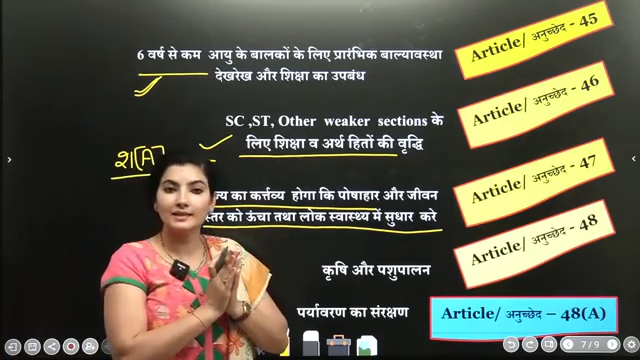 6 वर्ष से कम आयु के बालकों के लिए प्रारंभिक बाल्यावस्था
देखरेख और शिक्षा का उपबंध
Article/ अनुच्छेद - 45
SC ,ST, Other weaker sections के
लिए शिक्षा व अर्थ हितों की वृद्धि
Article/ अनुच्छेद - 46
का कर्त्तव्य होगा कि पोषाहार और जीवन
स्तर को ऊंचा तथा लोक स्वास्थ्य में सुधार करे
Article/ अनुच्छेद - 47
कृषि और पशुपालन
Article/ अनुच्छेद - 48
पर्यावरण का संरक्षण
Article/ अनुच्छेद – 48(A)
7 / 9